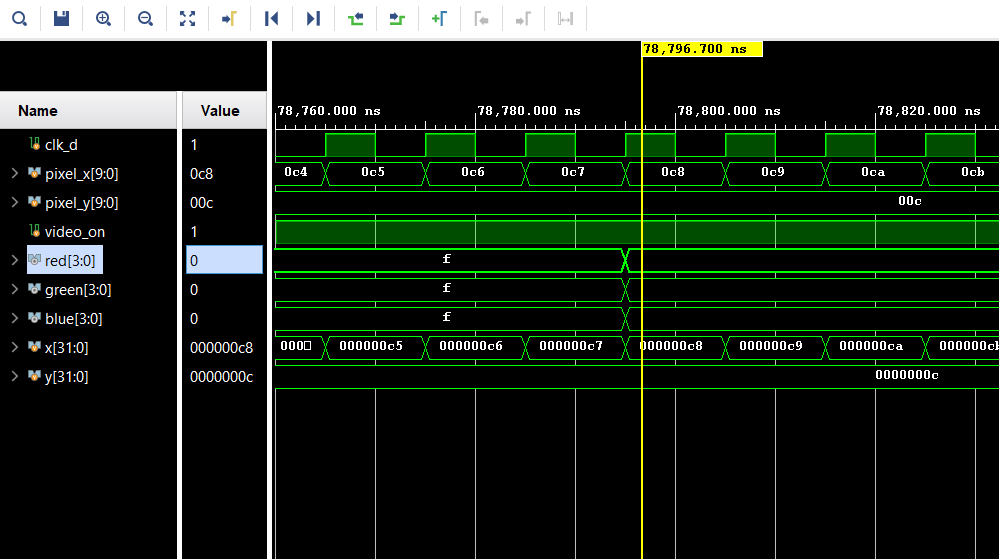 78,796.700 ns
Name Value
78,760.000 ns 78,780.000 ns 78,800.000 ns 78,820.000 ns
clk_d 1
pixel_x[9:0] 0c8 0c4 0c5 0c6 0c7 0c8 0c9 0ca 0cb
pixel_y[9:0] 00c 00c
video_on 1
red[3:0] 0 f
green[3:0] 0 f
blue[3:0] 0 f
x[31:0] 000000c8 000 000000c5 000000c6 000000c7 000000c8 000000c9 000000ca
y[31:0] 0000000c 0000000c